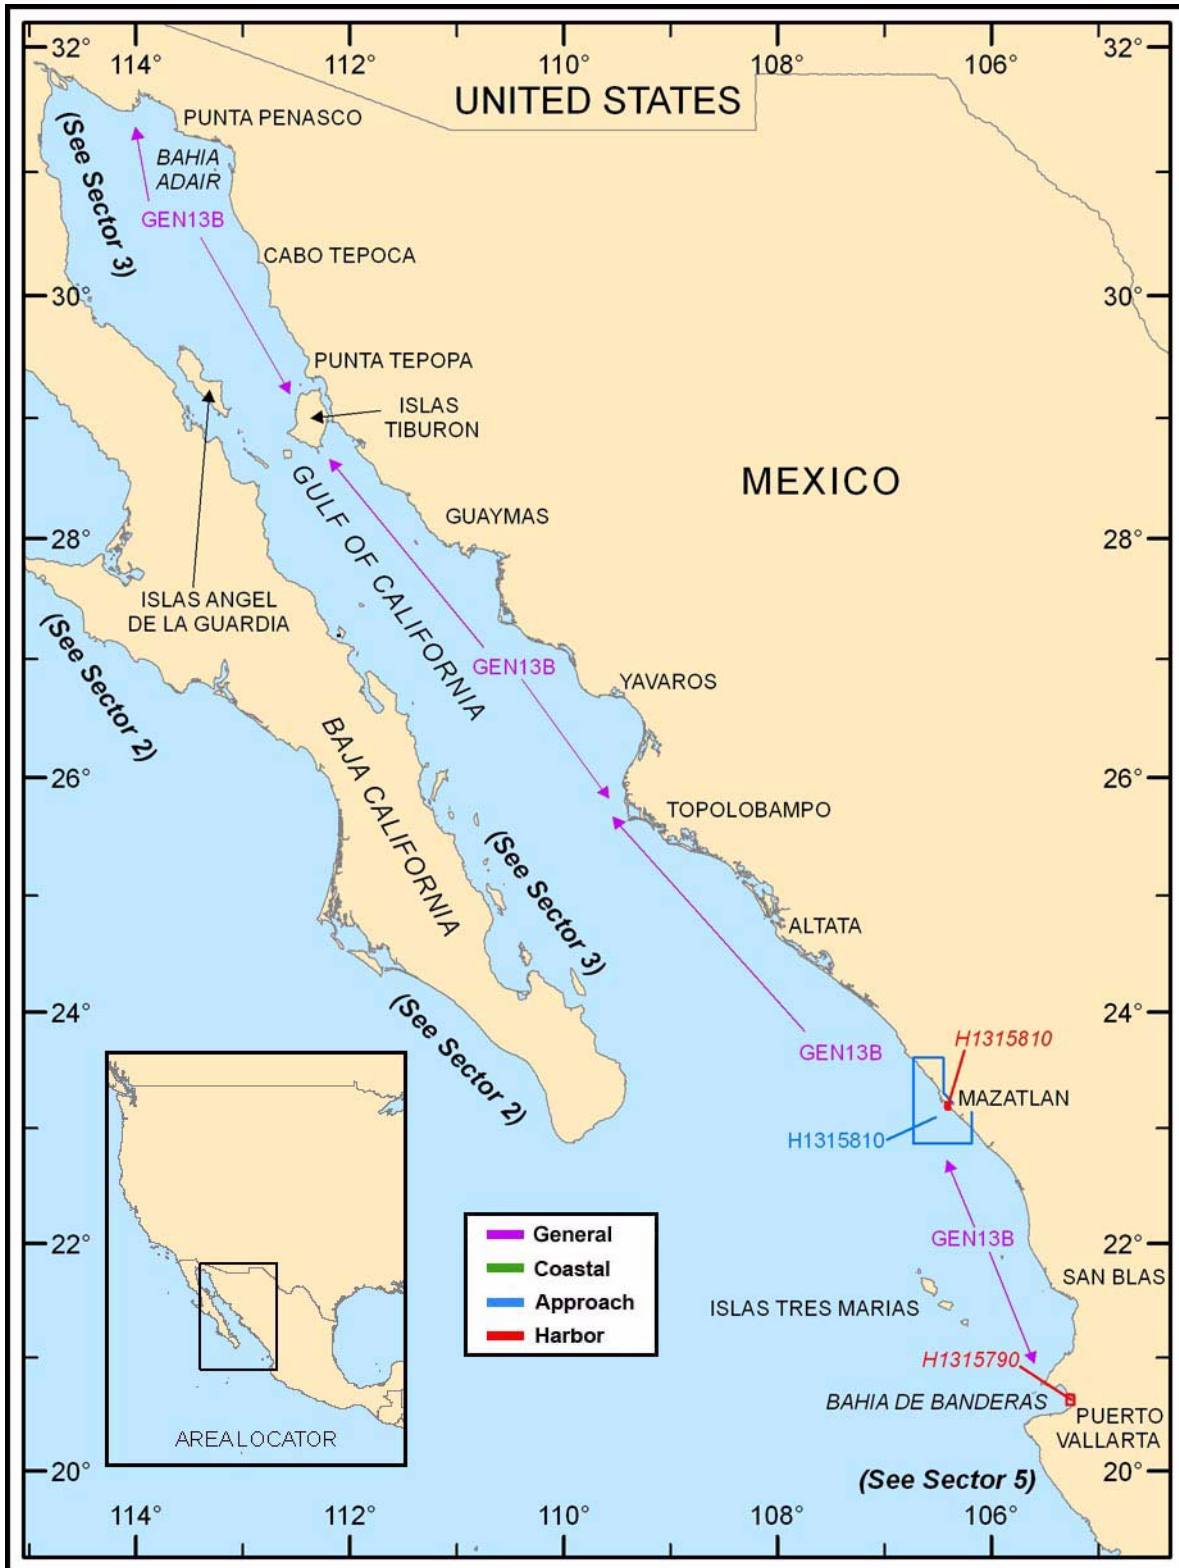 32°
114°
112°
110°
108°
106°
32°
UNITED STATES
PUNTA PENASCO
BAHIA
ADAIR
(See Sector 3)
GEN13B
CABO TEPOCA
30°
30°
PUNTA TEPOPA
ISLAS
TIBURON
GULF OF CALIFORNIA
MEXICO
GUAYMAS
28°
28°
ISLAS ANGEL
DE LA GUARDIA
(See Sector 2)
GEN13B
YAVAROS
BAJA CALIFORNIA
26°
26°
TOPOLOBAMPO
(See Sector 3)
ALTATA
24°
24°
(See Sector 2)
GEN13B
H1315810
MAZATLAN
H1315810
General
Coastal
Approach
Harbor
GEN13B
22°
22°
SAN BLAS
ISLAS TRES MARIAS
H1315790
BAHIA DE BANDERAS
PUERTO
VALLARTA
AREA LOCATOR
20°
(See Sector 5)
20°
114°
112°
110°
108°
106°